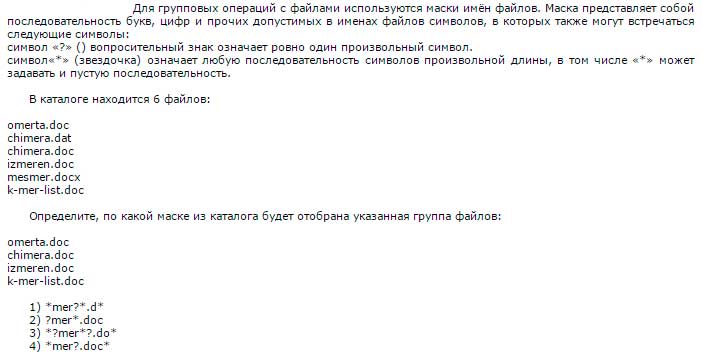 Для групповых операций с файлами используются маски имён файлов. Маска представляет собой
последовательность букв, цифр и прочих допустимых в именах файлов символов, в которых также могут встречаться
следующие символы:
символ «?» () вопросительный знак означает ровно один произвольный символ.
символ«*» (звездочка) означает любую последовательность символов произвольной длины, в том числе «*» может
задавать и пустую последовательность.
В каталоге находится 6 файлов:
omerta.doc
chimera.dat
chimera.doc
izmeren.doc
mesmer.docx
k-mer-list.doc
Определите, по какой маске из каталога будет отобрана указанная группа файлов:
omerta.doc
chimera.doc
izmeren.doc
k-mer-list.doc
1) *mer?*.d*
2) ?mer*.doc
3) *?mer*?.do*
4) *mer?.doc*